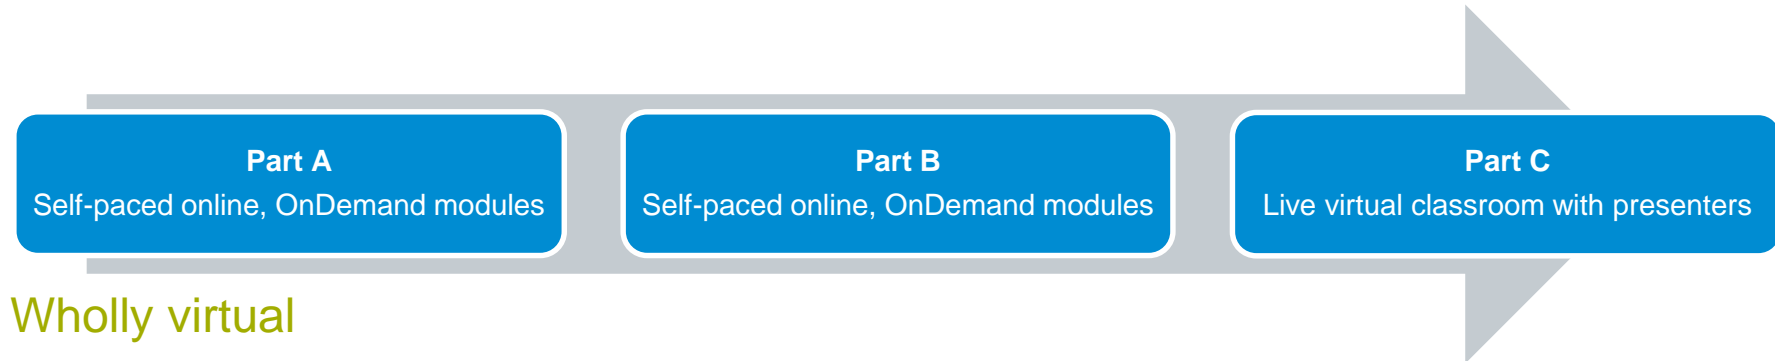 Part A
Self-paced online, OnDemand modules
Part B
Self-paced online, OnDemand modules
Part C
Live virtual classroom with presenters
Wholly virtual